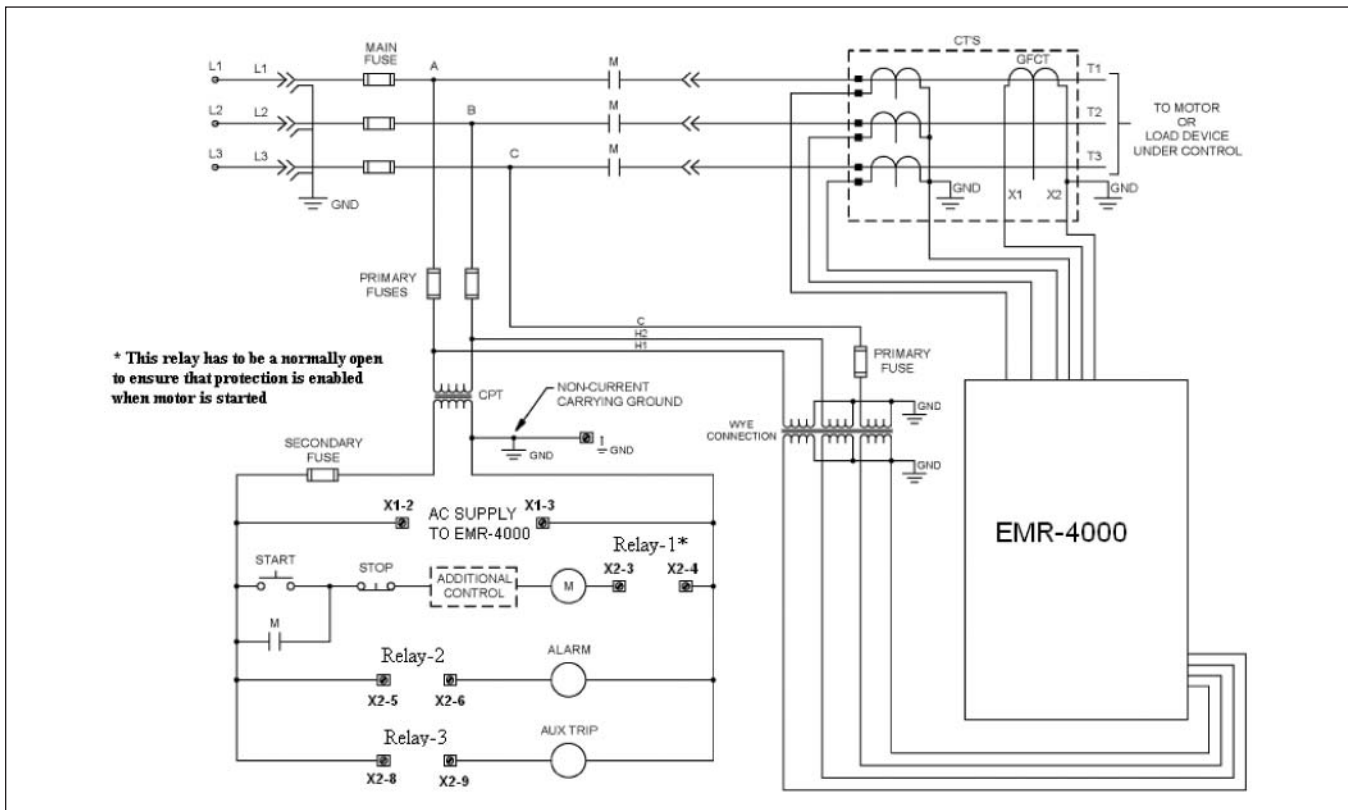 CT'S
MAIN
FUSE
GFCT
L1
L1
A
M
T1
L2
L2
B
M
T2
TO MOTOR
OR
LOAD DEVICE
UNDER CONTROL
L3
L3
C
M
T3
GND
GND
X1
X2
GND
PRIMARY
FUSES
C
H2
H1
PRIMARY
FUSE
* This relay has to be a normally open
to ensure that protection is enabled
when motor is started
CPT
NON-CURRENT
CARRYING GROUND
GND
WYE
CONNECTION
GND
GND
GND
SECONDARY
FUSE
X1-2
X1-3
AC SUPPLY
TO EMR-4000
EMR-4000
Relay-1*
START
STOP
X2-3
X2-4
ADDITIONAL
CONTROL
M
M
Relay-2
ALARM
X2-5
X2-6
Relay-3
AUX TRIP
X2-8
X2-9